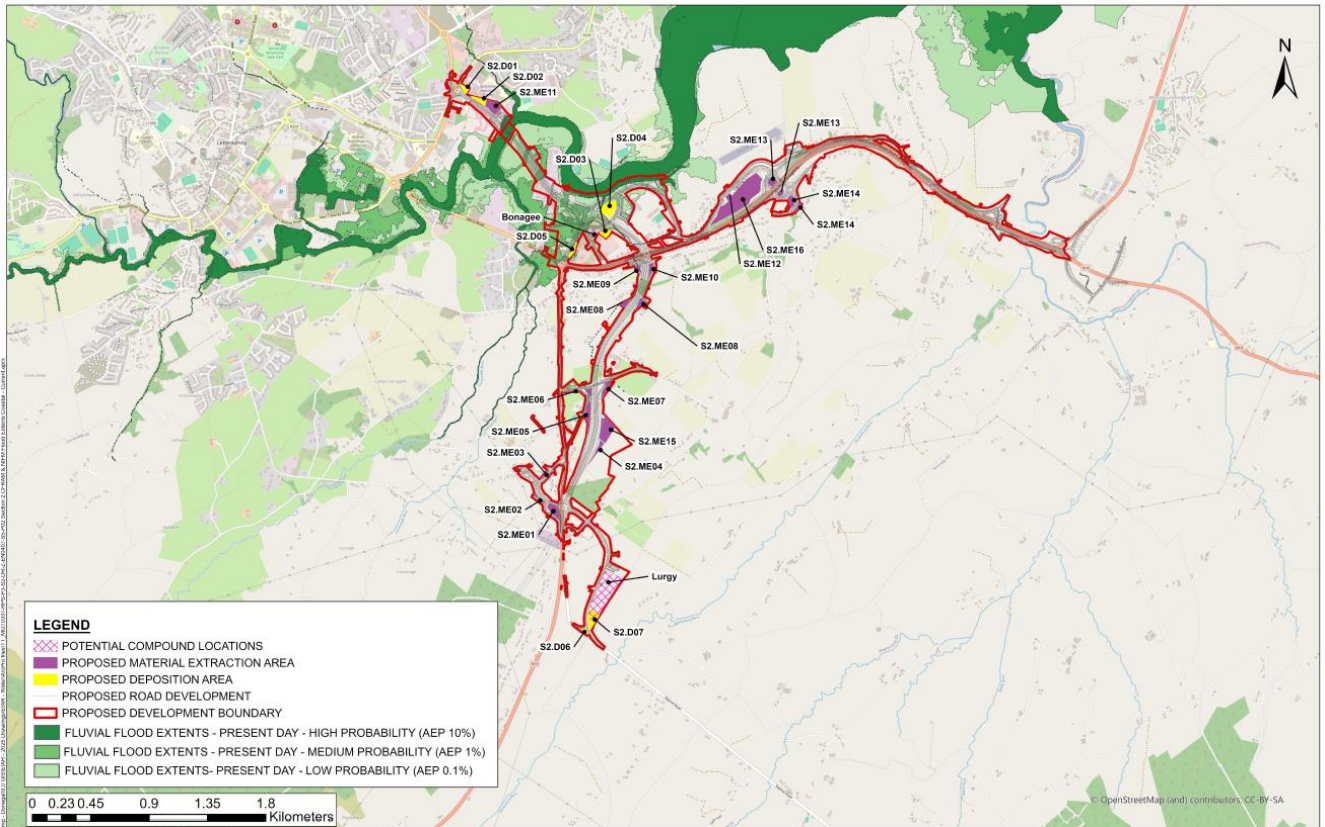 N
S2.D01
S2.D02
S2.ME11
S2.D04
S2.D03
S2.ME13
S2.ME13
S2.ME14
S2.ME14
Bonagee
S2.D05
S2.ME16
S2.ME12
S2.ME10
S2.ME09
S2.ME08
S2.ME08
S2.ME06
S2.ME07
S2.ME05
S2.ME15
S2.ME03
S2.ME04
S2.ME02
S2.ME01
Lurgy
S2.D07
S2.D06
LEGEND
POTENTIAL COMPOUND LOCATIONS
PROPOSED MATERIAL EXTRACTION AREA
PROPOSED DEPOSITION AREA
PROPOSED ROAD DEVELOPMENT
PROPOSED DEVELOPMENT BOUNDARY
FLUVIAL FLOOD EXTENTS - PRESENT DAY - HIGH PROBABILITY (AEP 10%)
FLUVIAL FLOOD EXTENTS - PRESENT DAY - MEDIUM PROBABILITY (AEP 1%)
FLUVIAL FLOOD EXTENTS- PRESENT DAY - LOW PROBABILITY (AEP 0.1%)
0 0.23 0.45 0.9 1.35 1.8
Kilometers
© OpenStreetMap (and) contributors, CC-BY-SA